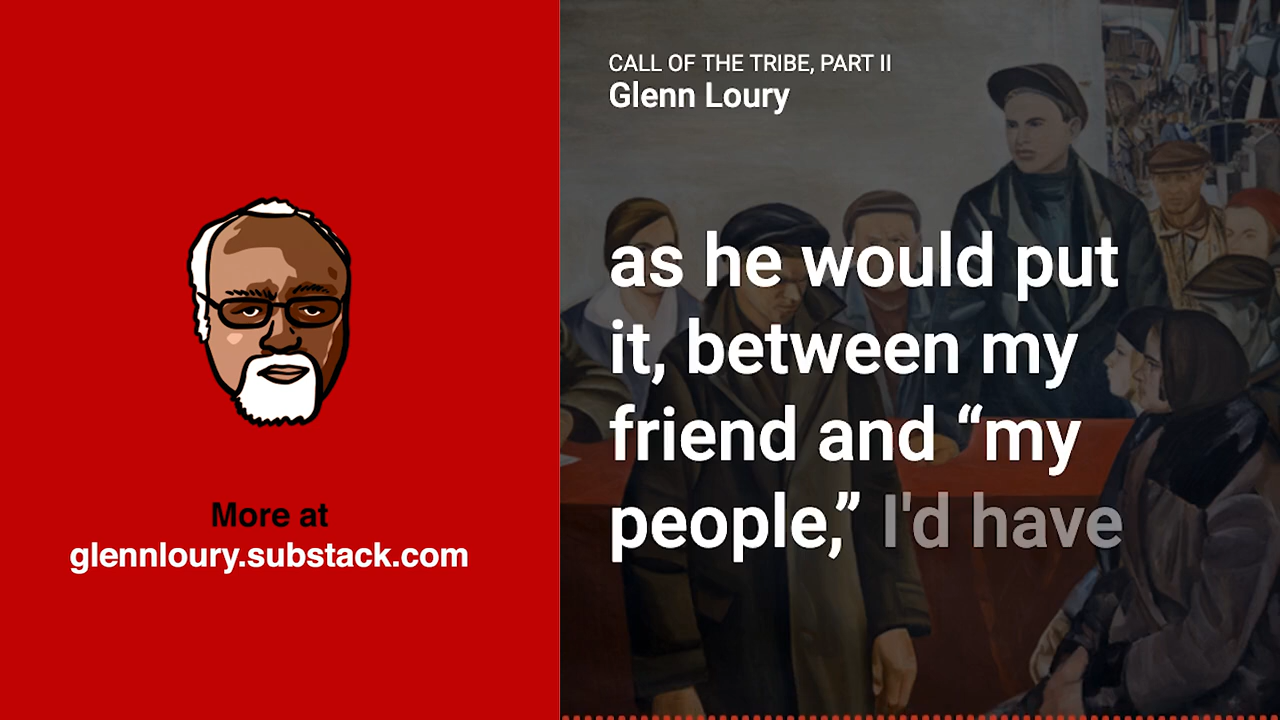 More at
glennloury.substack.com
CALL OF THE TRIBE, PART II
Glenn Loury
as he would put
it, between my
friend and “my
people,” I'd have